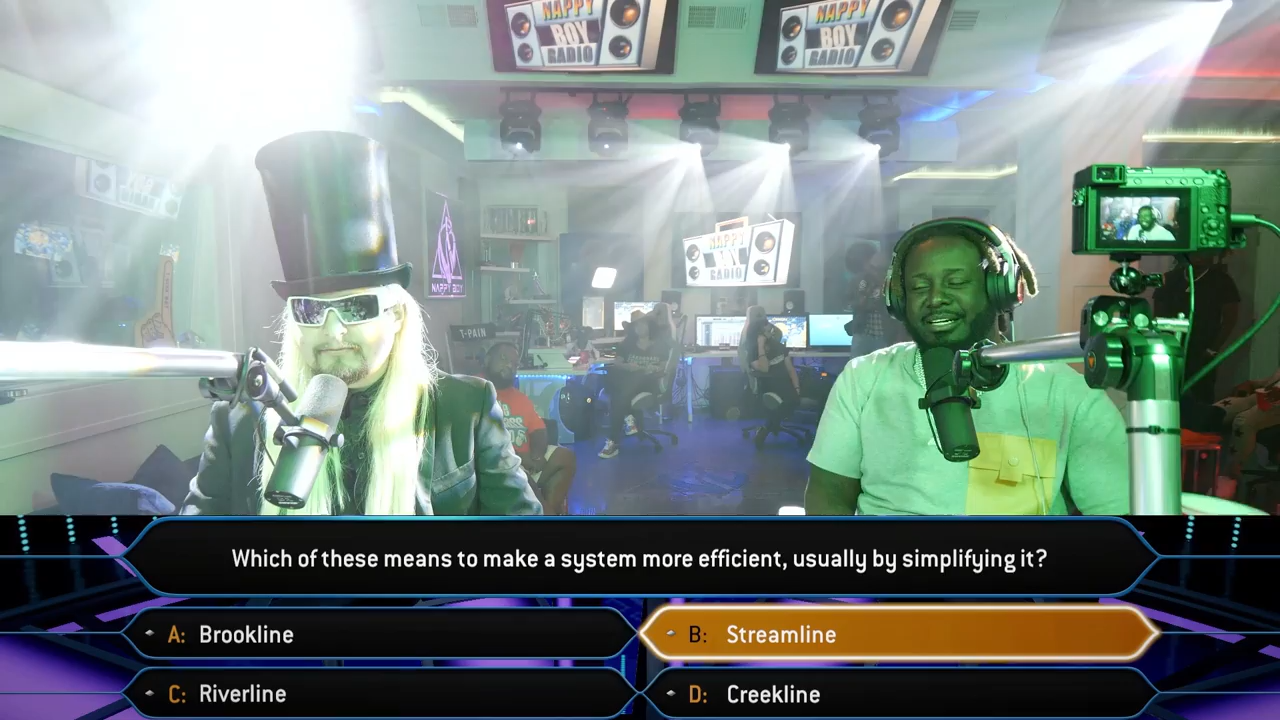 NAPPY
BOY
RADIO
NAPPY
BOY
RADIO
NAPPY
RADIO
NAPPY BOY
T-PAIN
Which of these means to make a system more efficient, usually by simplifying it?
A: Brookline
B: Streamline
C: Riverline
D: Creekline